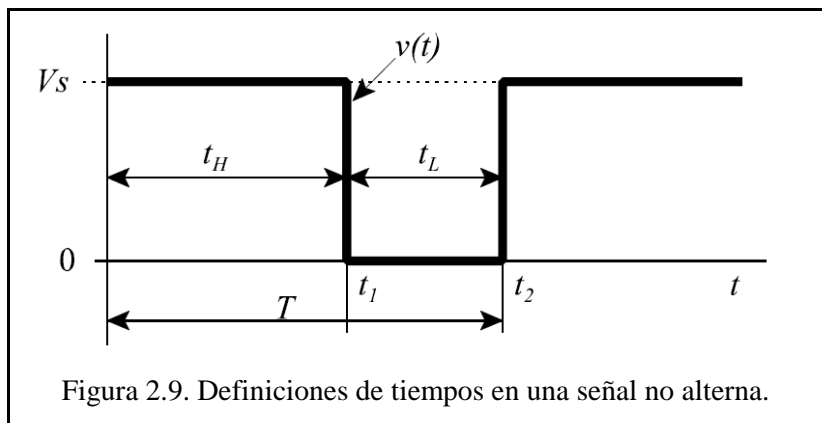 v(t)
Vs
t_H
t_L
0
t_1
t_2
t
T
Figura 2.9. Definiciones de tiempos en una señal no alterna.